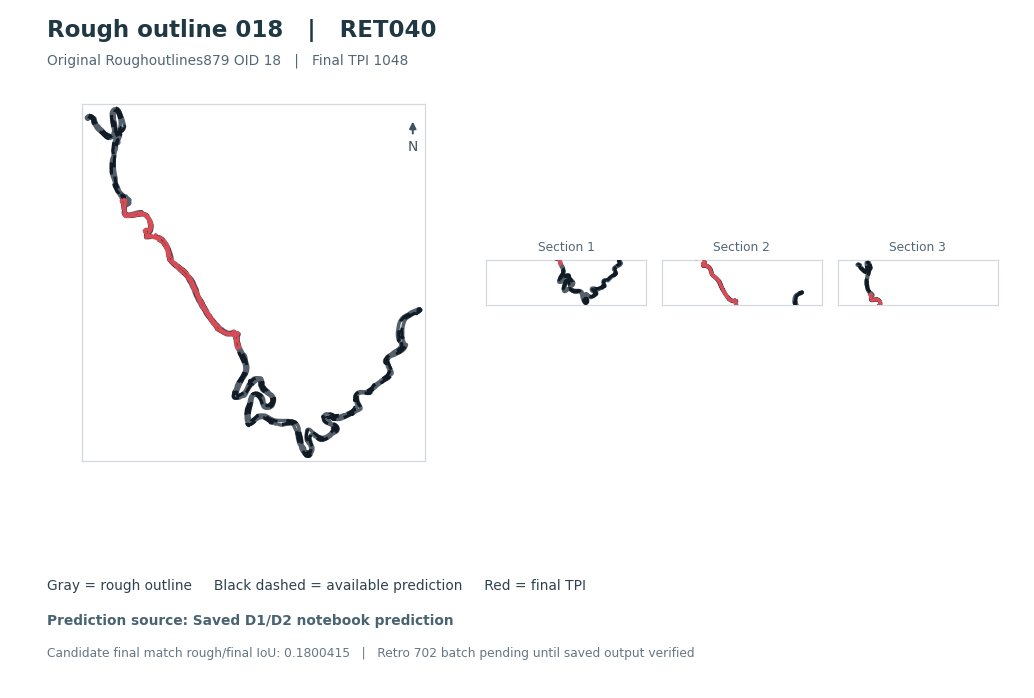 Rough outline 018 | RET040
Original Roughoutlines879 OID 18 | Final TPI 1048
N
Section 1 Section 2 Section 3
Gray = rough outline Black dashed = available prediction Red = final TPI
Prediction source: Saved D1/D2 notebook prediction
Candidate final match rough/final IoU: 0.1800415 | Retro 702 batch pending until saved output verified